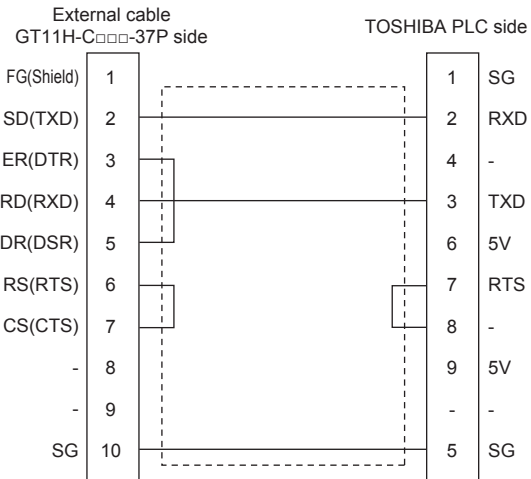 External cable
GT11H-C□□□-37P side
TOSHIBA PLC side
FG(Shield) 1 1 SG
SD(TXD) 2 2 RXD
ER(DTR) 3 4 -
RD(RXD) 4 3 TXD
DR(DSR) 5 6 5V
RS(RTS) 6 7 RTS
CS(CTS) 7 8 -
- 8 9 5V
- 9 - -
SG 10 5 SG